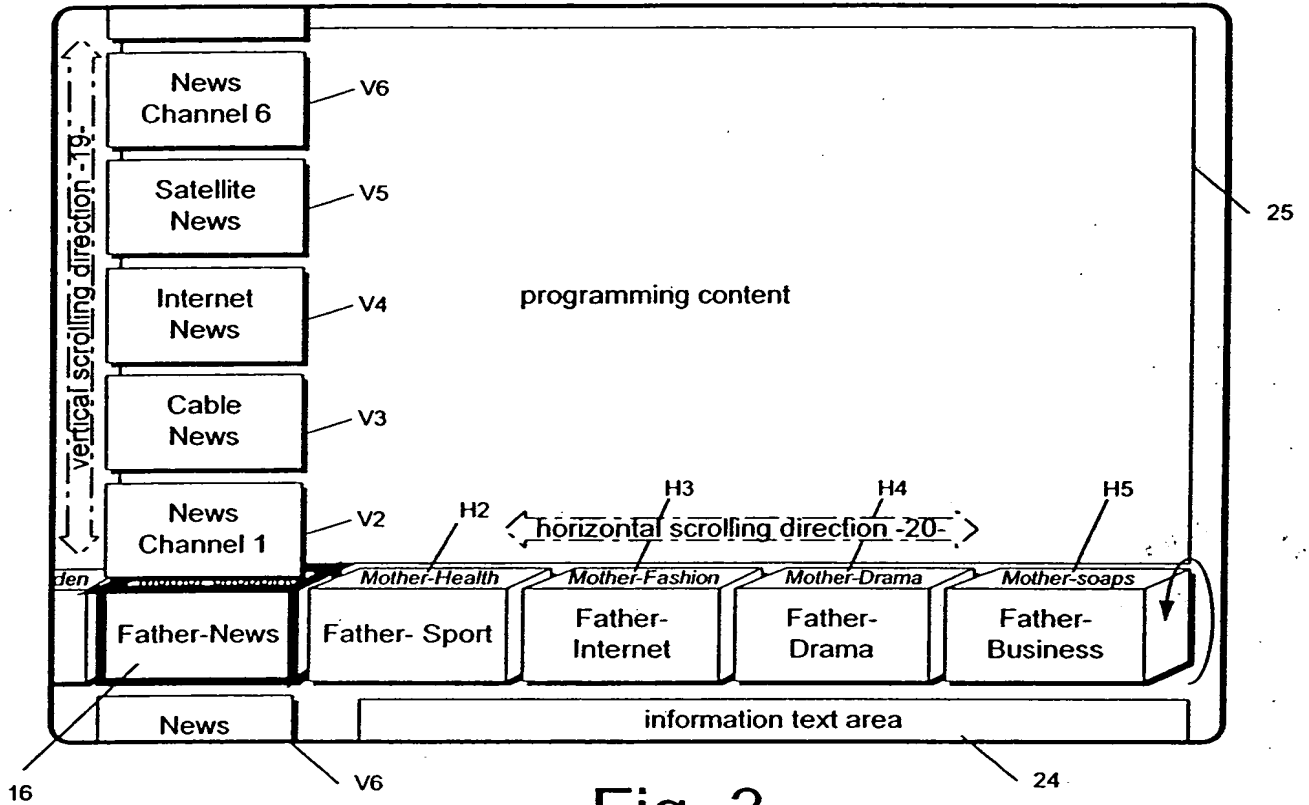 News
Channel 6
V6
Satellite
News
V5
vertical scrolling direction -19-
25
Internet
News
V4
programming content
Cable
News
V3
News
Channel 1
V2
H2
H3
H4
H5
horizontal scrolling direction -20-
den
Mother-Health
Mother-Fashion
Mother-Drama
Mother-soaps
Father-News
Father- Sport
Father-
Internet
Father-
Drama
Father-
Business
News
information text area
16
V6
24